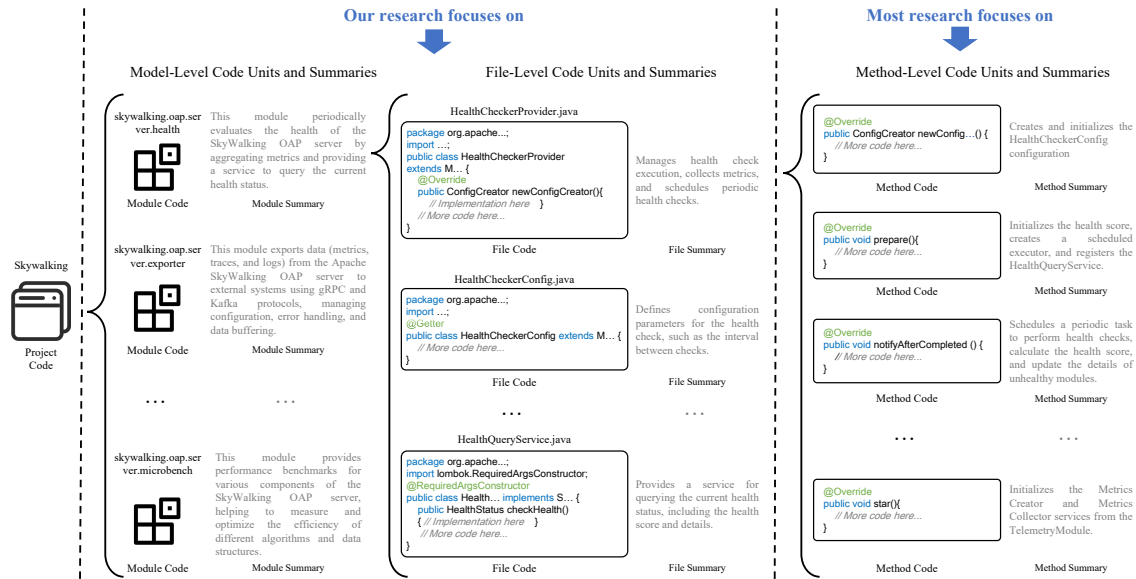 Our research focuses on
Most research focuses on
Model-Level Code Units and Summaries
File-Level Code Units and Summaries
Method-Level Code Units and Summaries
Skywalking
Project
Code
skywalking.oap.ser
ver.health
Module Code
This module periodically
evaluates the health of the
SkyWalking OAP server by
aggregating metrics and providing
a service to query the current
health status.
Module Summary
skywalking.oap.ser
ver.exporter
Module Code
This module exports data (metrics,
traces, and logs) from the Apache
SkyWalking OAP server to
external systems using gRPC and
Kafka protocols, managing
configuration, error handling, and
data buffering.
Module Summary
...
...
skywalking.oap.ser
ver.microbench
Module Code
This module provides
performance benchmarks for
various components of the
SkyWalking OAP server,
helping to measure and
optimize the efficiency of
different algorithms and data
structures.
Module Summary
HealthCheckerProvider.java
package org.apache...;
import ...;
public class HealthCheckerProvider
extends M... {
@Override
public ConfigCreator newConfigCreator(){
// Implementation here }
// More code here...
}
File Code
Manages health check
execution, collects metrics,
and schedules periodic
health checks.
File Summary
HealthCheckerConfig.java
package org.apache...;
import ...;
@Getter
public class HealthCheckerConfig extends M... {
// More code here...
}
File Code
Defines configuration
parameters for the health
check, such as the interval
between checks.
File Summary
...
...
HealthQueryService.java
package org.apache...;
import lombok.RequiredArgsConstructor;
@RequiredArgsConstructor
public class Health... implements S... {
public HealthStatus checkHealth()
{ // Implementation here }
// More code here...
}
File Code
Provides a service for
querying the current health
status, including the health
score and details.
File Summary
@Override
public ConfigCreator newConfig...() {
// More code here...
}
Method Code
Creates and initializes the
HealthCheckerConfig
configuration
Method Summary
@Override
public void prepare(){
// More code here...
}
Method Code
Initializes the health score,
creates a scheduled
executor, and registers the
HealthQueryService.
Method Summary
@Override
public void notifyAfterCompleted () {
// More code here...
}
Method Code
Schedules a periodic task
to perform health checks,
calculate the health score,
and update the details of
unhealthy modules.
Method Summary
...
...
@Override
public void star(){
// More code here...
}
Method Code
Initializes the Metrics
Creator and Metrics
Collector services from the
TelemetryModule.
Method Summary